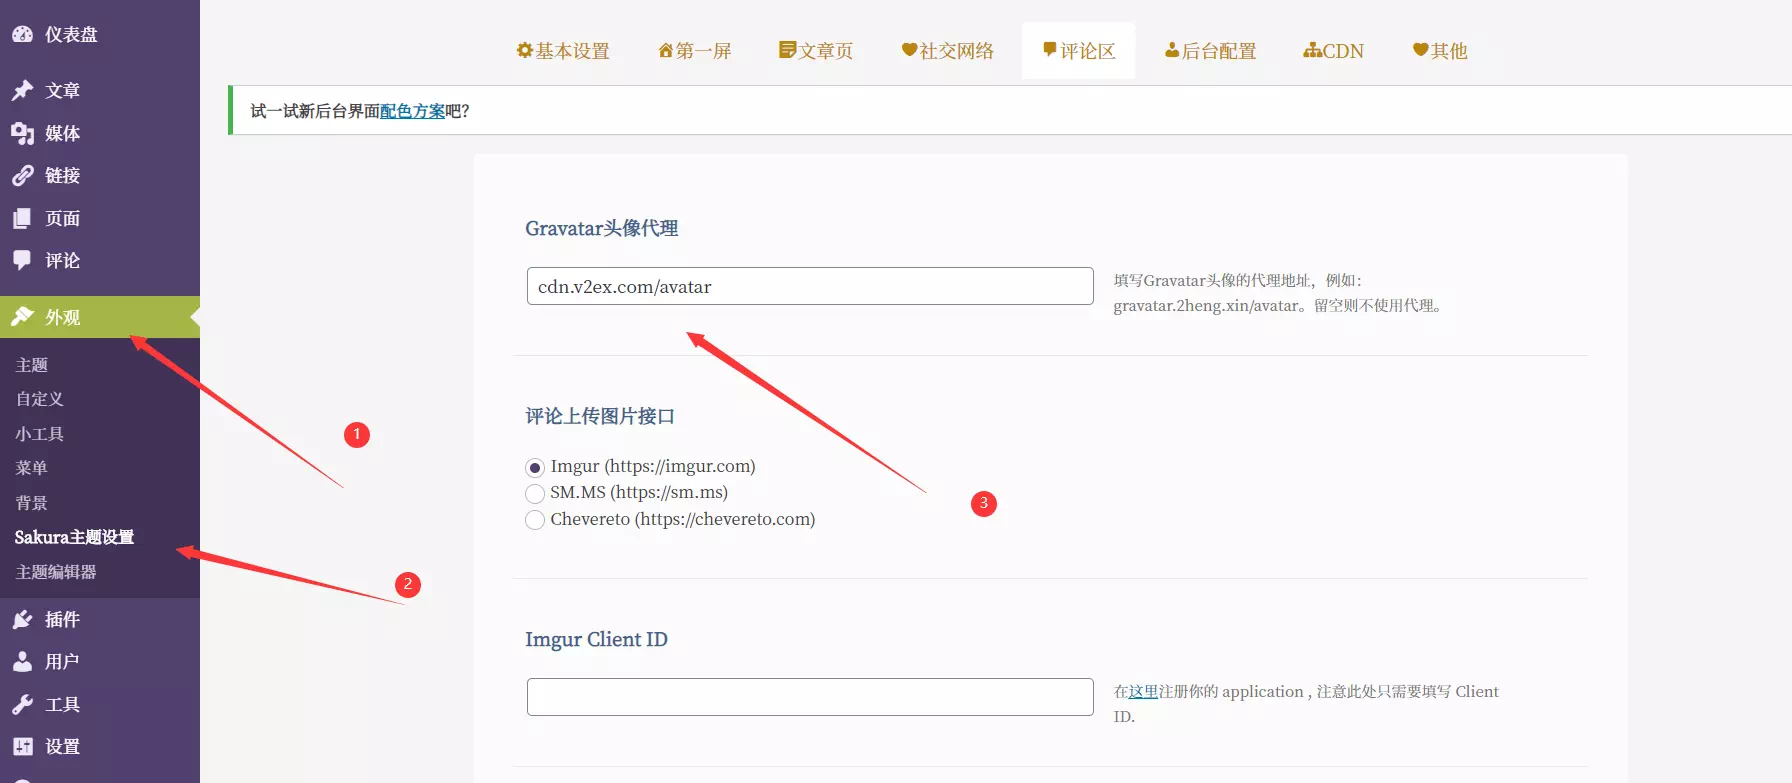 仪表盘
文章
媒体
链接
页面
评论
外观
主题
自定义
小工具
菜单
背景
Sakura主题设置
主题编辑器
插件
用户
工具
设置
基本设置
第一屏
文章页
社交网络
评论区
后台配置
CDN
其他
试一试新后台界面配色方案吧?
Gravatar头像代理
cdn.v2ex.com/avatar
填写Gravatar头像的代理地址，例如：
gravatar.2heng.xin/avatar。留空则不使用代理。
评论上传图片接口
Imgur (https://imgur.com)
SM.MS (https://sm.ms)
Chevereto (https://chevereto.com)
Imgur Client ID
在这里注册你的 application , 注意此处只需要填写 Client
ID.
1
2
3